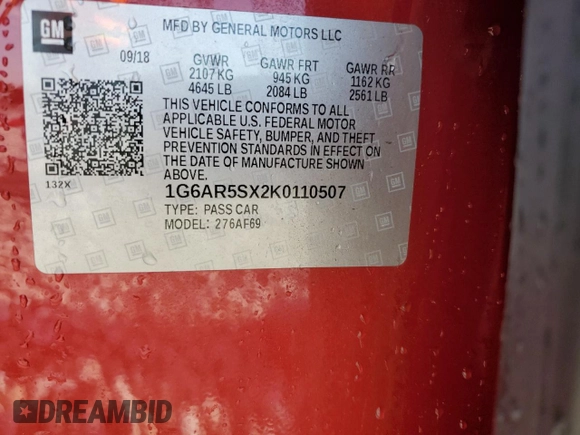 GM
MFD BY GENERAL MOTORS LLC
09/18
GVWR GAWR FRT GAWR RR
2107 KG 945 KG 1162 KG
4645 LB 2084 LB 2561 LB
THIS VEHICLE CONFORMS TO ALL
APPLICABLE U.S. FEDERAL MOTOR
VEHICLE SAFETY, BUMPER, AND THEFT
PREVENTION STANDARDS IN EFFECT ON
THE DATE OF MANUFACTURE SHOWN
ABOVE.
132X
1G6AR5SX2K0110507
TYPE: PASS CAR
MODEL: 276AF69
DREAMBID